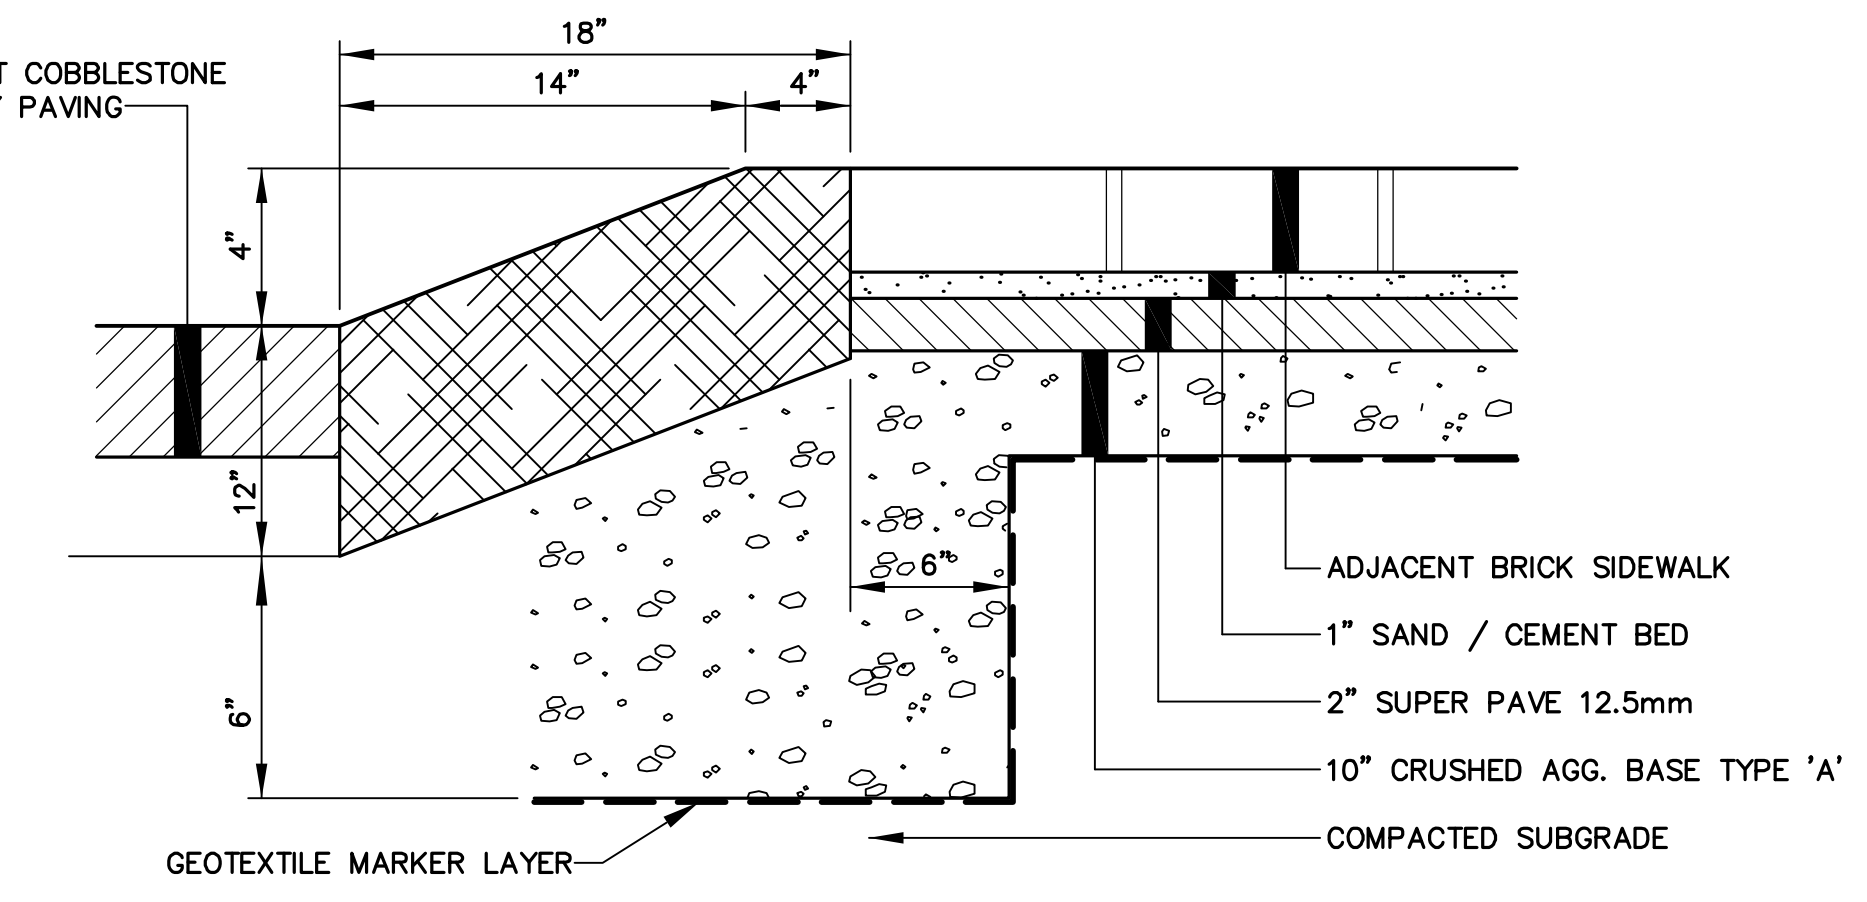 18”
T COBBLESTONE
PAVING
14”
4”
4”
12”
6”
6”
ADJACENT BRICK SIDEWALK
1” SAND / CEMENT BED
2” SUPER PAVE 12.5mm
10” CRUSHED AGG. BASE TYPE 'A'
COMPACTED SUBGRADE
GEOTEXTILE MARKER LAYER